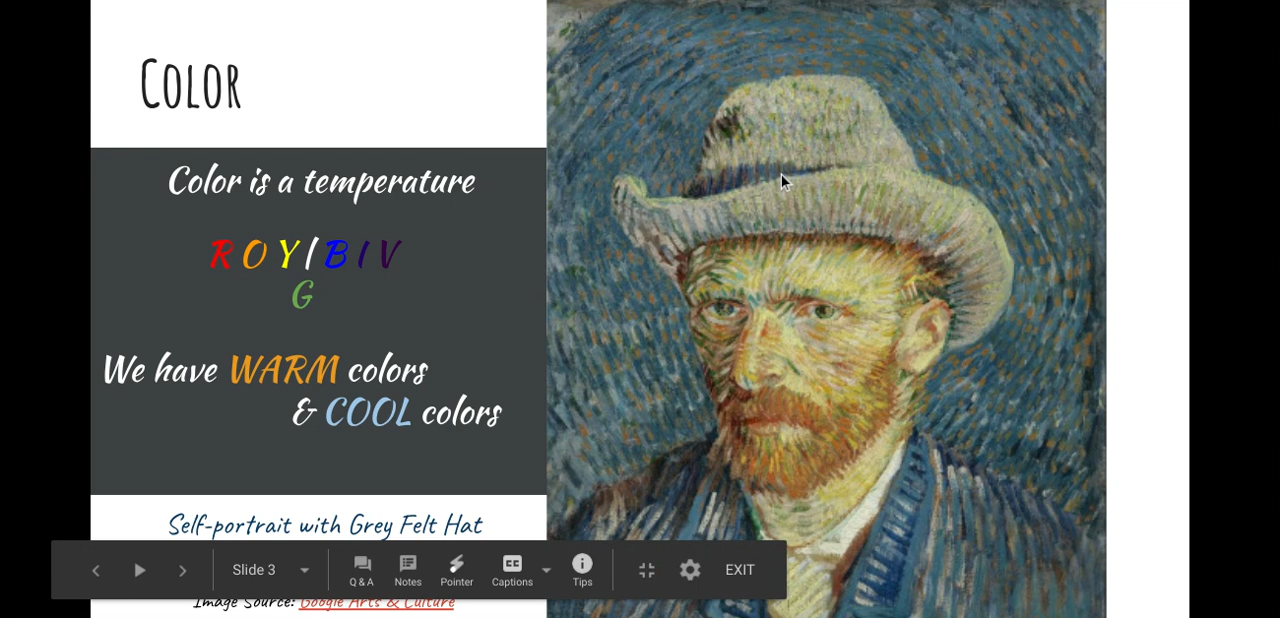 Color
Color is a temperature
R O Y / B I V
G
We have WARM colors
& COOL colors
Self-portrait with Grey Felt Hat
Slide 3
Q & A
Notes
Pointer
CC
Captions
Tips
EXIT
Image Source: Google Arts & Culture